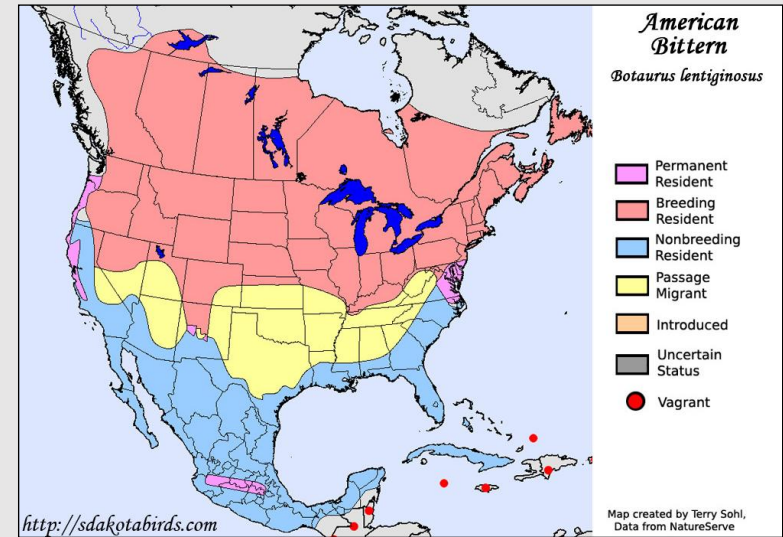 American
Bittern
Botaurus lentiginosus
Permanent
Resident
Breeding
Resident
Nonbreeding
Resident
Passage
Migrant
Introduced
Uncertain
Status
Vagrant
http://sdakotabirds.com
Map created by Terry Sohl,
Data from NatureServe